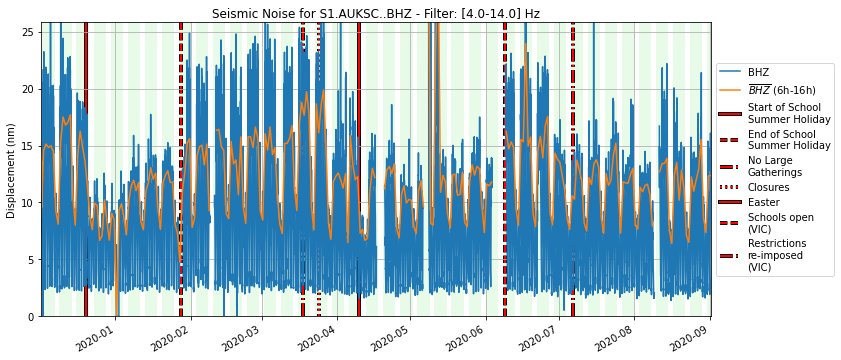 Seismic Noise for S1.AUKSC..BHZ - Filter: [4.0-14.0] Hz
Displacement (nm)
25
20
15
10
5
0
2020-01
2020-02
2020-03
2020-04
2020-05
2020-06
2020-07
2020-08
2020-09
BHZ
BHZ (6h-16h)
Start of School
Summer Holiday
End of School
Summer Holiday
No Large
Gatherings
Closures
Easter
Schools open
(VIC)
Restrictions
re-imposed
(VIC)